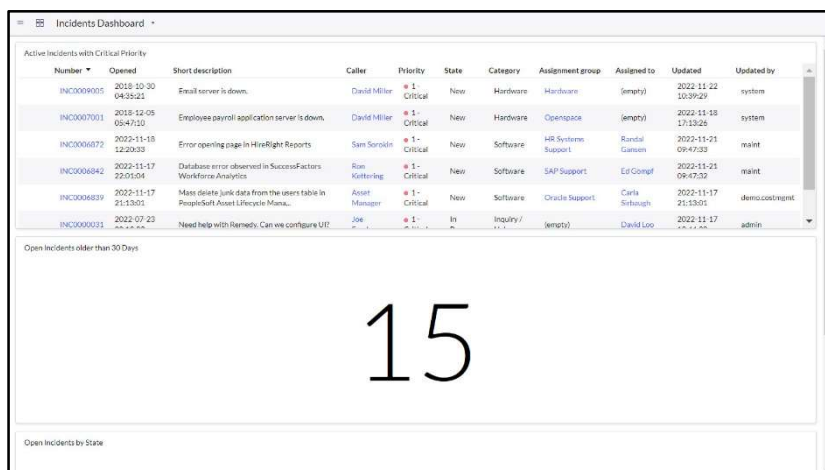 Incidents Dashboard
Active Incidents with Critical Priority
Number Opened Short description Caller Priority State Category Assignment group Assigned to Updated Updated by
INC0009005 2018-10-30 04:35:21 Email server is down. David Miller 1 - Critical New Hardware Hardware (empty) 2022-11-22 10:39:29 system
INC0007001 2018-12-05 05:47:10 Employee payroll application server is down. David Miller 1 - Critical New Hardware Openspace (empty) 2022-11-18 17:13:26 system
INC0006872 2022-11-18 12:20:33 Error opening page in HireRight Reports Sam Sorokin 1 - Critical New Software HR Systems Support Randal Gansen 2022-11-21 09:47:33 maint
INC0006842 2022-11-17 22:01:04 Database error observed in SuccessFactors Workforce Analytics Ron Kettering 1 - Critical New Software SAP Support Ed Gompf 2022-11-21 09:47:32 maint
INC0006839 2022-11-17 21:13:01 Mass delete junk data from the users table in PeopleSoft Asset Lifecycle Mana... Asset Manager 1 - Critical New Software Oracle Support Carla Sirbaugh 2022-11-17 21:13:01 demo.costmgmt
INC0000031 2022-07-23 Need help with Remedy. Can we configure UI? Joe 1 - In Inquiry / (empty) David Loo 2022-11-17 admin
Open Incidents older than 30 Days
15
Open Incidents by State